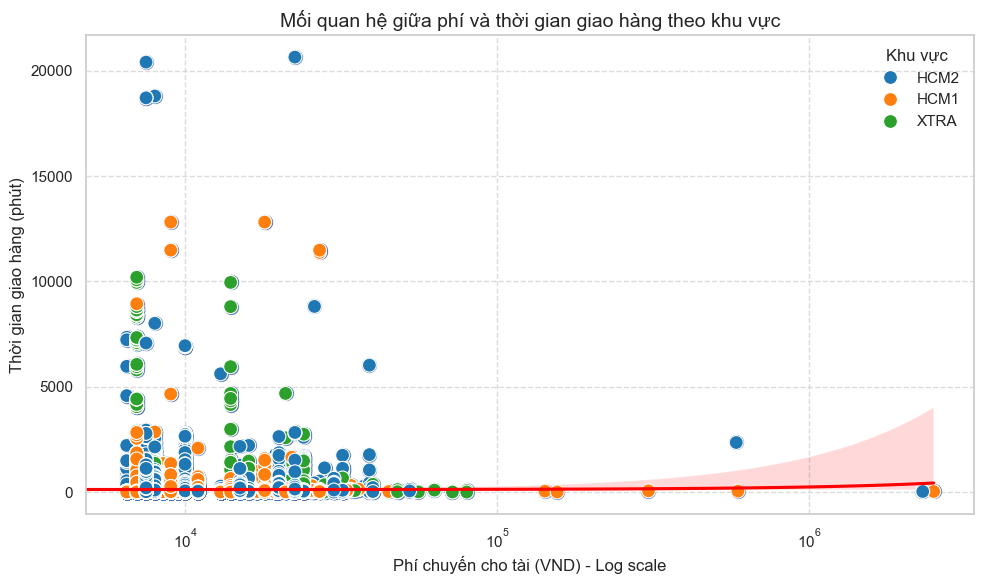 Mối quan hệ giữa phí và thời gian giao hàng theo khu vực
Thời gian giao hàng (phút)
20000
15000
10000
5000
0
Khu vực
HCM2
HCM1
XTRA
10^4
10^5
10^6
Phí chuyến cho tài (VND) - Log scale